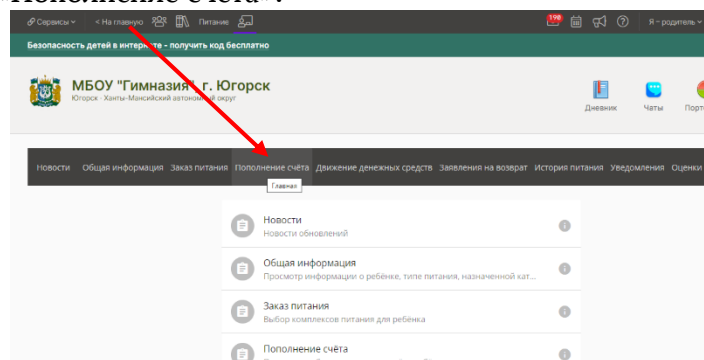 «Пополнение счета».
Сервисы < На главную Питание 190 Я – родитель
Безопасность детей в интернете - получить код бесплатно
МБОУ "Гимназия", г. Югорск
Югорск - Ханты-Мансийский автономный округ
Дневник Чаты
Новости Общая информация Заказ питания Пополнение счёта Движение денежных средств Заявления на возврат История питания Уведомления Оценки
Главная
Новости
Новости обновлений
Общая информация
Просмотр информации о ребёнке, типе питания, назначенной кат...
Заказ питания
Выбор комплексов питания для ребёнка
Пополнение счёта